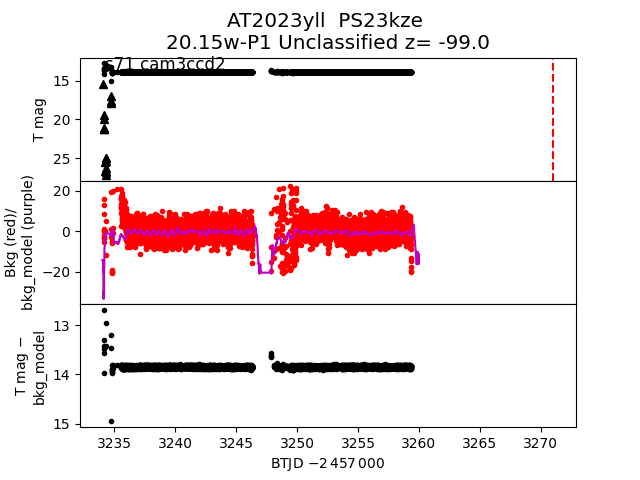 AT2023yll PS23kze
20.15w-P1 Unclassified z= -99.0
s71 cam3ccd2
T mag
15
20
25
Bkg (red)/
bkg_model (purple)
20
0
−20
T mag −
bkg_model
13
14
15
3235 3240 3245 3250 3255 3260 3265 3270
BTJD −2 457 000